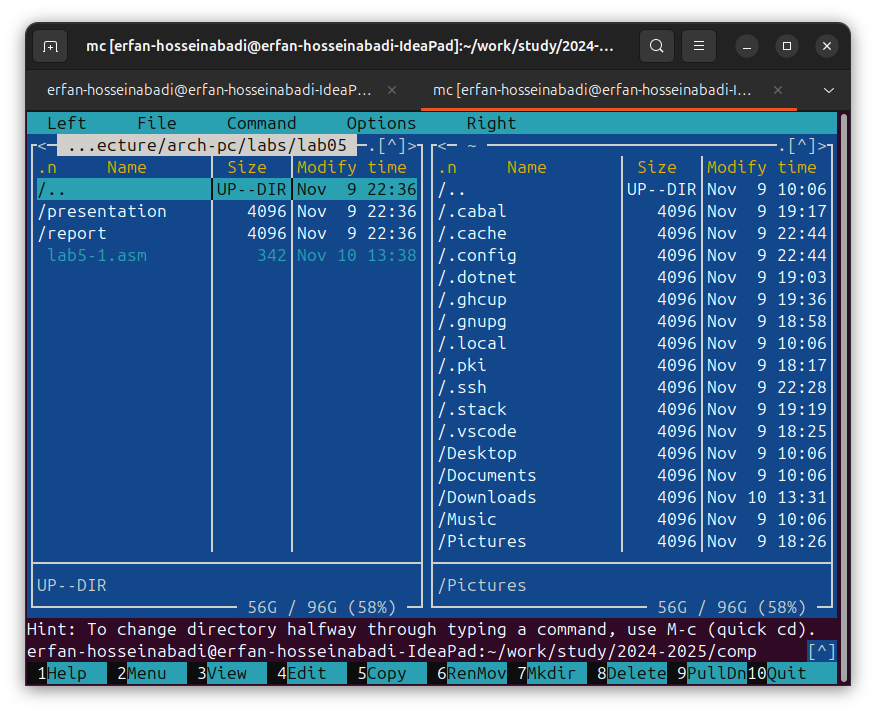 mc [erfan-hosseinabadi@erfan-hosseinabadi-IdeaPad]:~/work/study/2024-...
erfan-hosseinabadi@erfan-hosseinabadi-IdeaP...
mc [erfan-hosseinabadi@erfan-hosseinabadi-I...
Left File Command Options Right
<- ...ecture/arch-pc/labs/lab05 -.[^]>
.n Name Size Modify time
/.. UP--DIR Nov 9 22:36
/presentation 4096 Nov 9 22:36
/report 4096 Nov 9 22:36
lab5-1.asm 342 Nov 10 13:38
UP--DIR
56G / 96G (58%)
<- ~ .[^]>
.n Name Size Modify time
/.. UP--DIR Nov 9 10:06
/.cabal 4096 Nov 9 19:17
/.cache 4096 Nov 9 22:44
/.config 4096 Nov 9 22:44
/.dotnet 4096 Nov 9 19:03
/.ghcup 4096 Nov 9 19:36
/.gnupg 4096 Nov 9 18:58
/.local 4096 Nov 9 10:06
/.pki 4096 Nov 9 18:17
/.ssh 4096 Nov 9 22:28
/.stack 4096 Nov 9 19:19
/.vscode 4096 Nov 9 18:25
/Desktop 4096 Nov 9 10:06
/Documents 4096 Nov 9 10:06
/Downloads 4096 Nov 10 13:31
/Music 4096 Nov 9 10:06
/Pictures 4096 Nov 9 18:26
/Pictures
56G / 96G (58%)
Hint: To change directory halfway through typing a command, use M-c (quick cd).
erfan-hosseinabadi@erfan-hosseinabadi-IdeaPad:~/work/study/2024-2025/comp [^]
1Help 2Menu 3View 4Edit 5Copy 6RenMov 7Mkdir 8Delete 9PullDn 10Quit